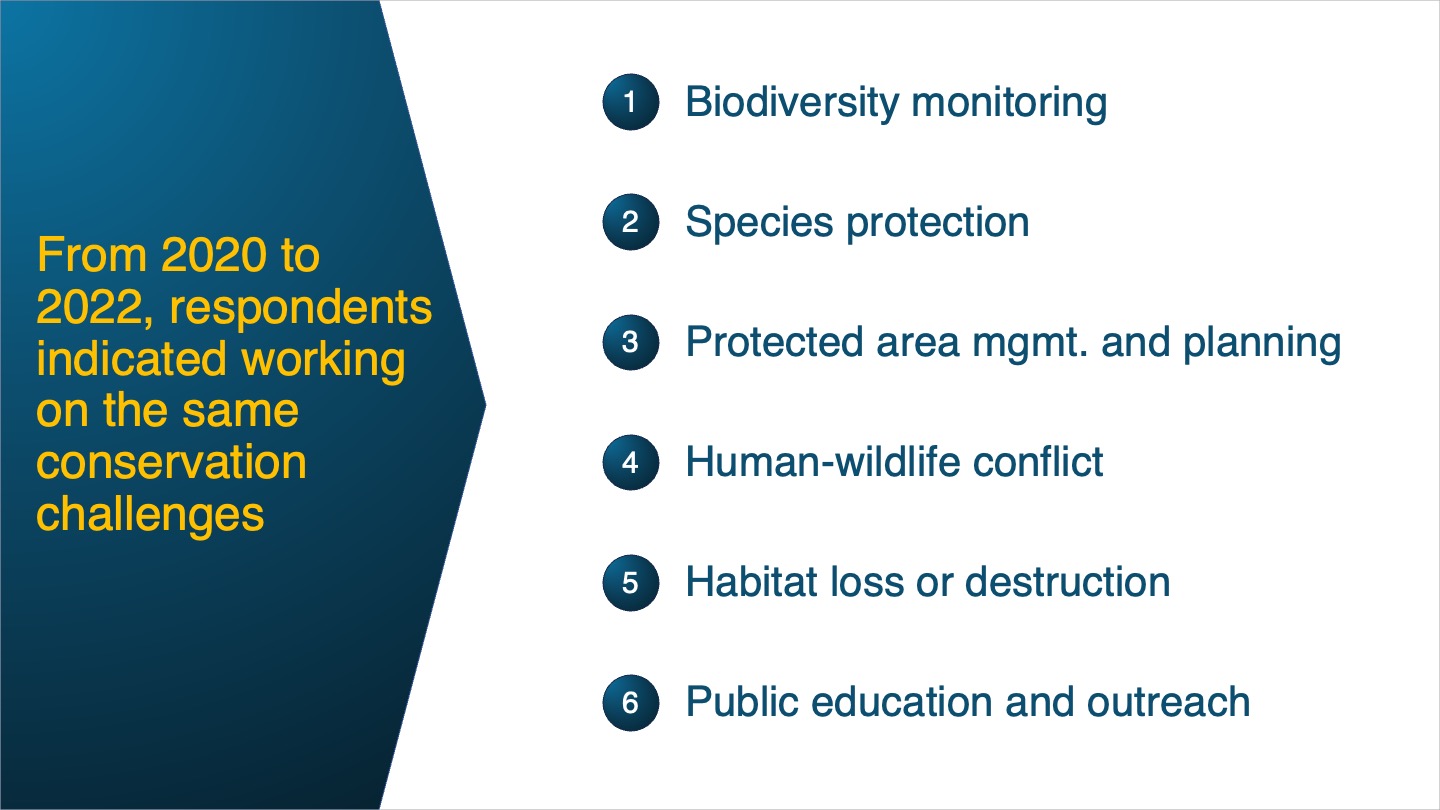 From 2020 to
2022, respondents
indicated working
on the same
conservation
challenges
1 Biodiversity monitoring
2 Species protection
3 Protected area mgmt. and planning
4 Human-wildlife conflict
5 Habitat loss or destruction
6 Public education and outreach